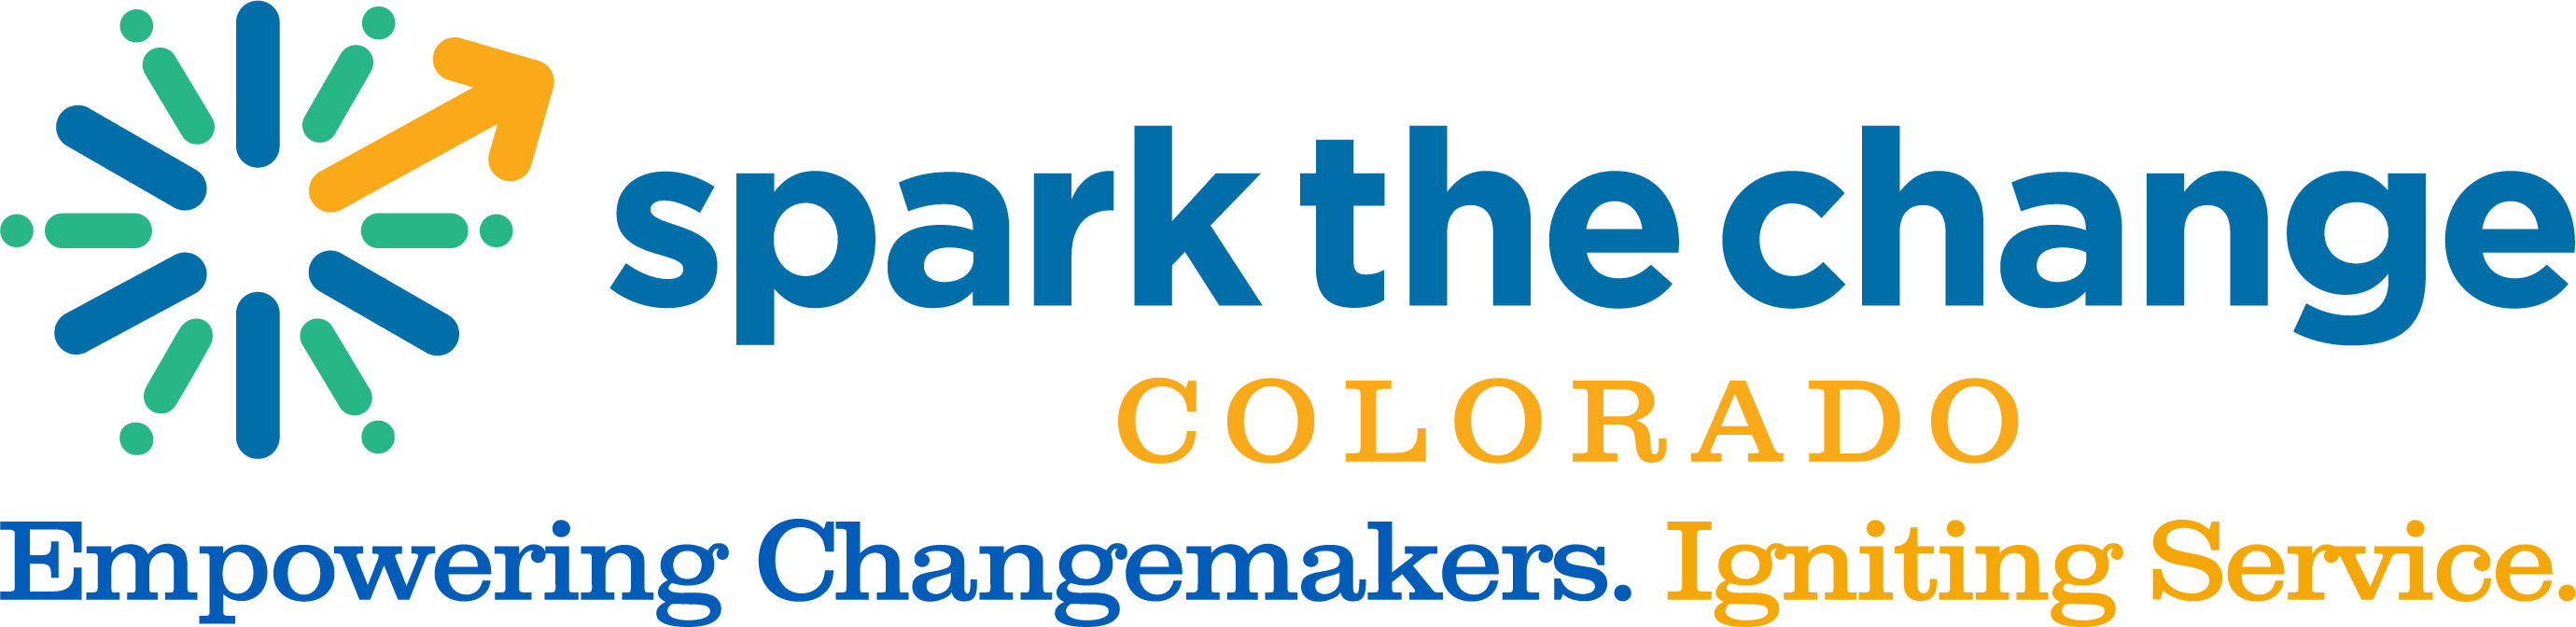 spark the change
COLORADO
Empowering Changemakers. Igniting Service.